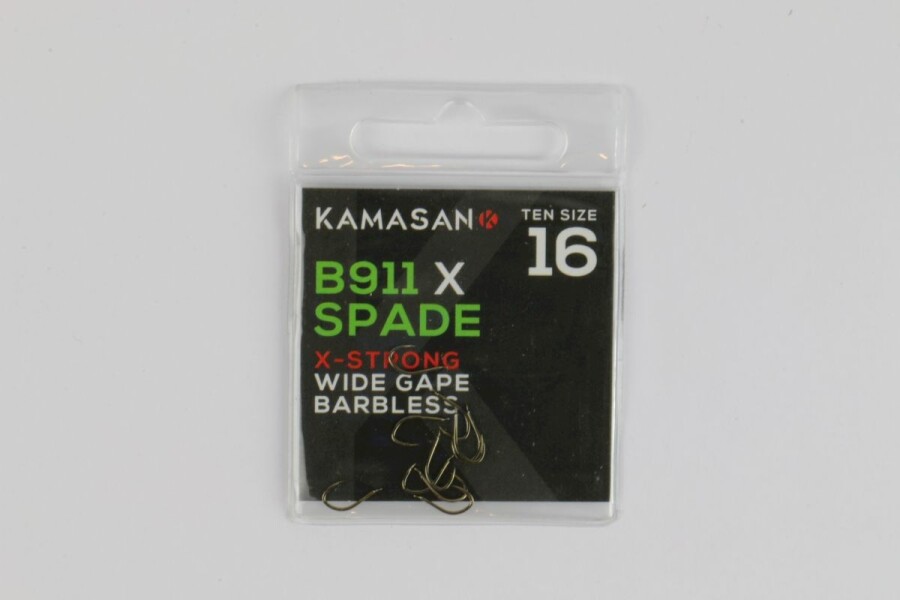 KAMASAN K
TEN SIZE
16
B911 X
SPADE
X-STRONG
WIDE GAPE
BARBLESS